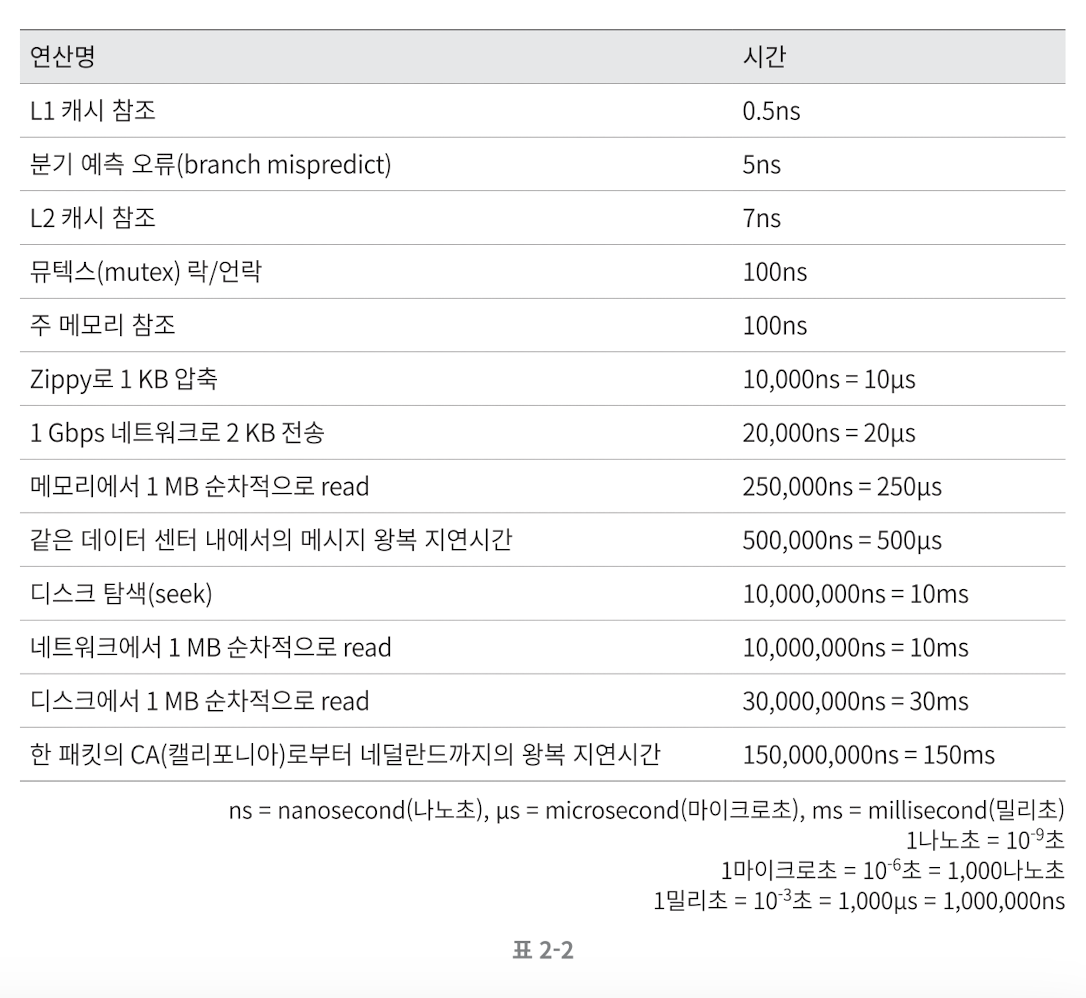 연산명 시간
L1 캐시 참조 0.5ns
분기 예측 오류(branch mispredict) 5ns
L2 캐시 참조 7ns
뮤텍스(mutex) 락/언락 100ns
주 메모리 참조 100ns
Zippy로 1 KB 압축 10,000ns = 10μs
1 Gbps 네트워크로 2 KB 전송 20,000ns = 20μs
메모리에서 1 MB 순차적으로 read 250,000ns = 250μs
같은 데이터 센터 내에서의 메시지 왕복 지연시간 500,000ns = 500μs
디스크 탐색(seek) 10,000,000ns = 10ms
네트워크에서 1 MB 순차적으로 read 10,000,000ns = 10ms
디스크에서 1 MB 순차적으로 read 30,000,000ns = 30ms
한 패킷의 CA(캘리포니아)로부터 네덜란드까지의 왕복 지연시간 150,000,000ns = 150ms
ns = nanosecond(나노초), μs = microsecond(마이크로초), ms = millisecond(밀리초)
1나노초 = 10⁻⁹초
1마이크로초 = 10⁻⁶초 = 1,000나노초
1밀리초 = 10⁻³초 = 1,000μs = 1,000,000ns
표 2-2